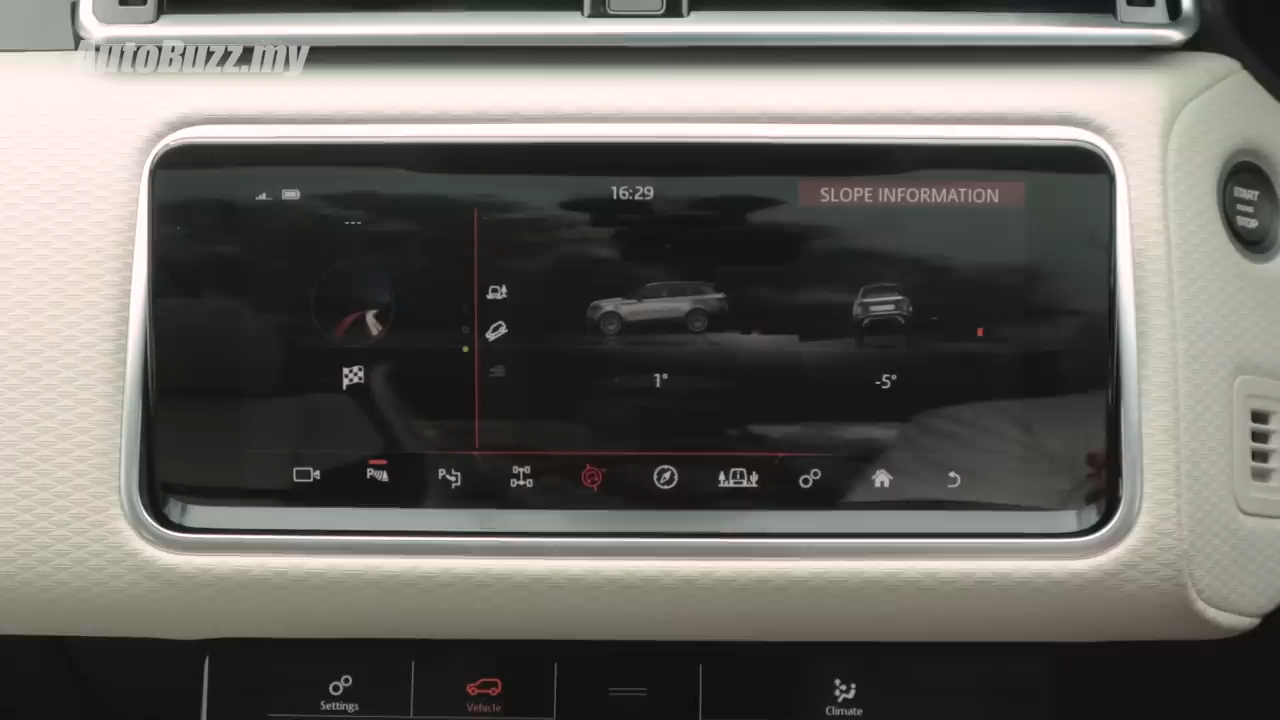 AutoBuzz.my
16:29
SLOPE INFORMATION
---
1°
-5°
P
P
START
STOP
Settings
Vehicle
Climate